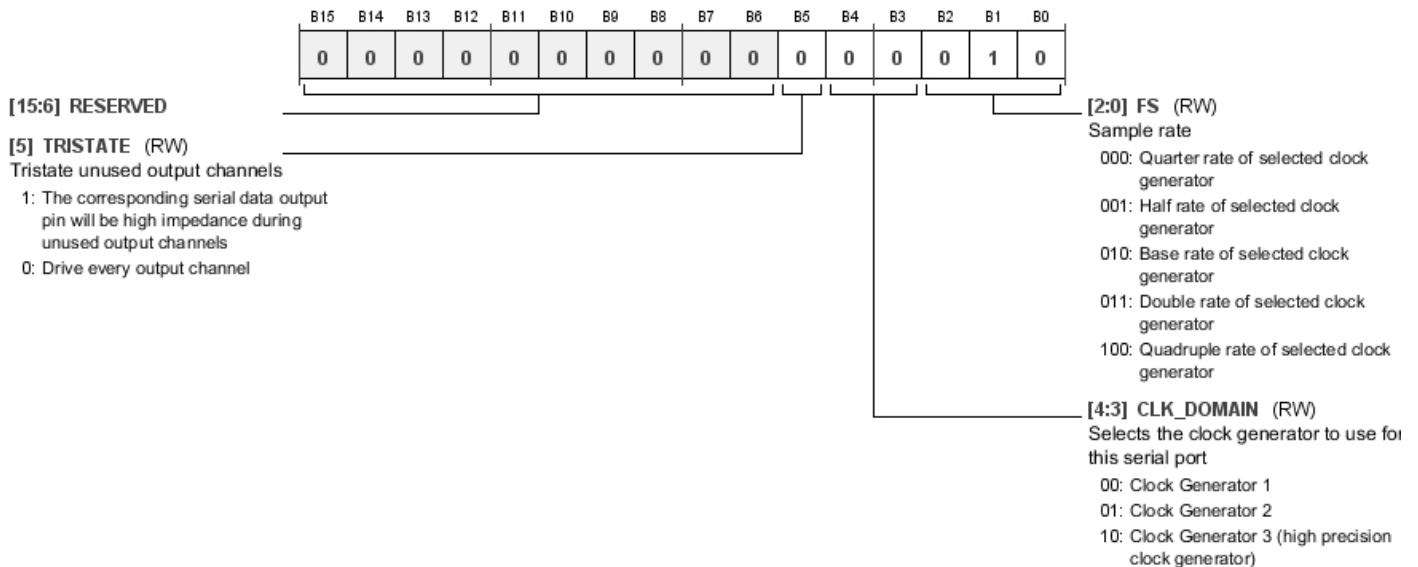 B15 B14 B13 B12 B11 B10 B9 B8 B7 B6 B5 B4 B3 B2 B1 B0
0 0 0 0 0 0 0 0 0 0 0 0 0 0 1 0
[15:6] RESERVED
[5] TRISTATE (RW)
Tristate unused output channels
1: The corresponding serial data output
pin will be high impedance during
unused output channels
0: Drive every output channel
[2:0] FS (RW)
Sample rate
000: Quarter rate of selected clock
generator
001: Half rate of selected clock
generator
010: Base rate of selected clock
generator
011: Double rate of selected clock
generator
100: Quadruple rate of selected clock
generator
[4:3] CLK_DOMAIN (RW)
Selects the clock generator to use for
this serial port
00: Clock Generator 1
01: Clock Generator 2
10: Clock Generator 3 (high precision
clock generator)